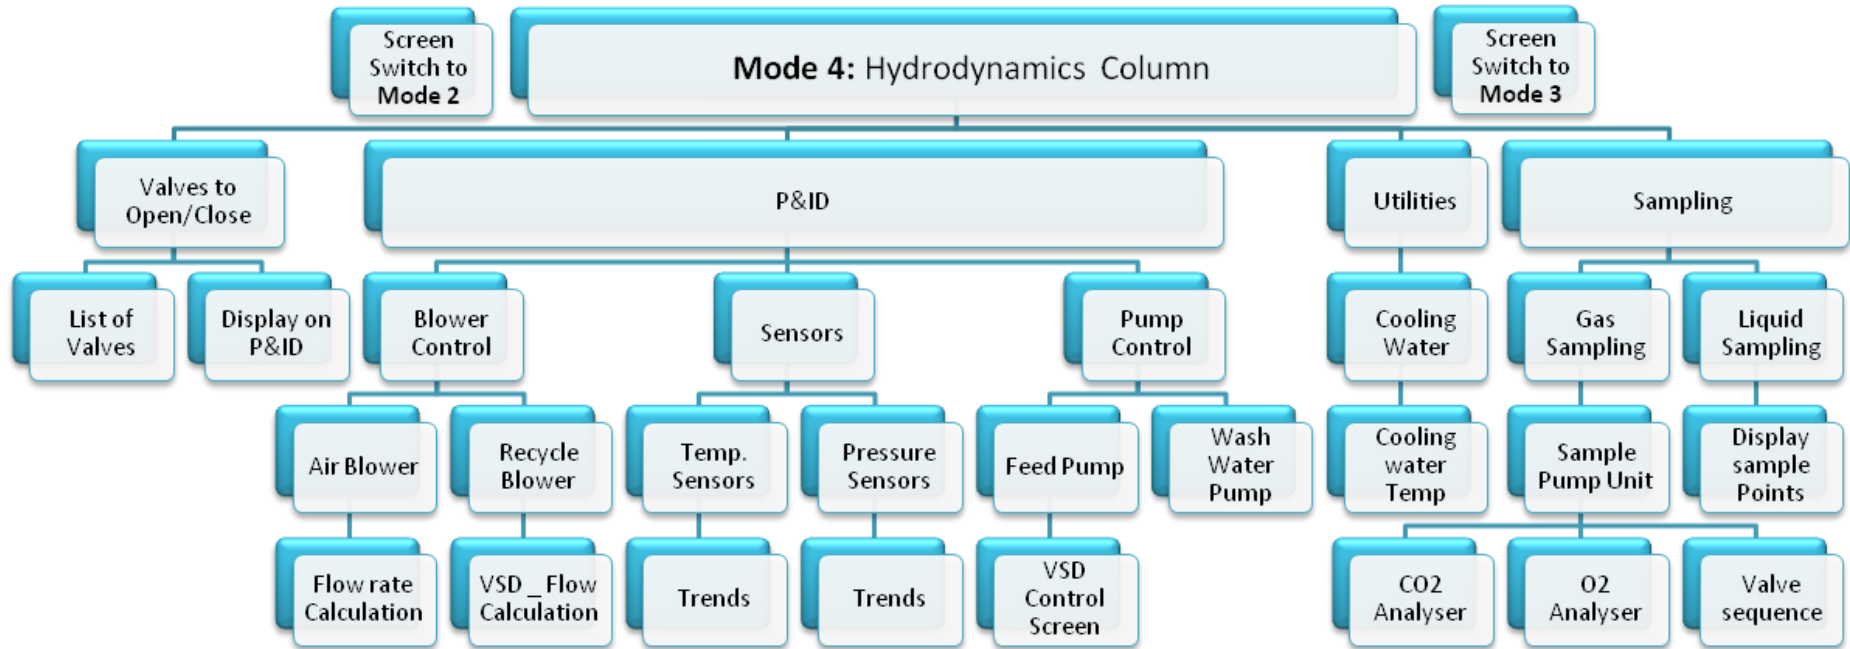 Screen
Switch to
Mode 2
Mode 4: Hydrodynamics Column
Screen
Switch to
Mode 3
Valves to
Open/Close
P&ID
Utilities
Sampling
List of
Valves
Display on
P&ID
Blower
Control
Sensors
Pump
Control
Cooling
Water
Gas
Sampling
Liquid
Sampling
Air Blower
Recycle
Blower
Temp.
Sensors
Pressure
Sensors
Feed Pump
Wash
Water
Pump
Cooling
water
Temp
Sample
Pump Unit
Display
sample
Points
Flow rate
Calculation
VSD _ Flow
Calculation
Trends
Trends
VSD
Control
Screen
CO2
Analyser
O2
Analyser
Valve
sequence